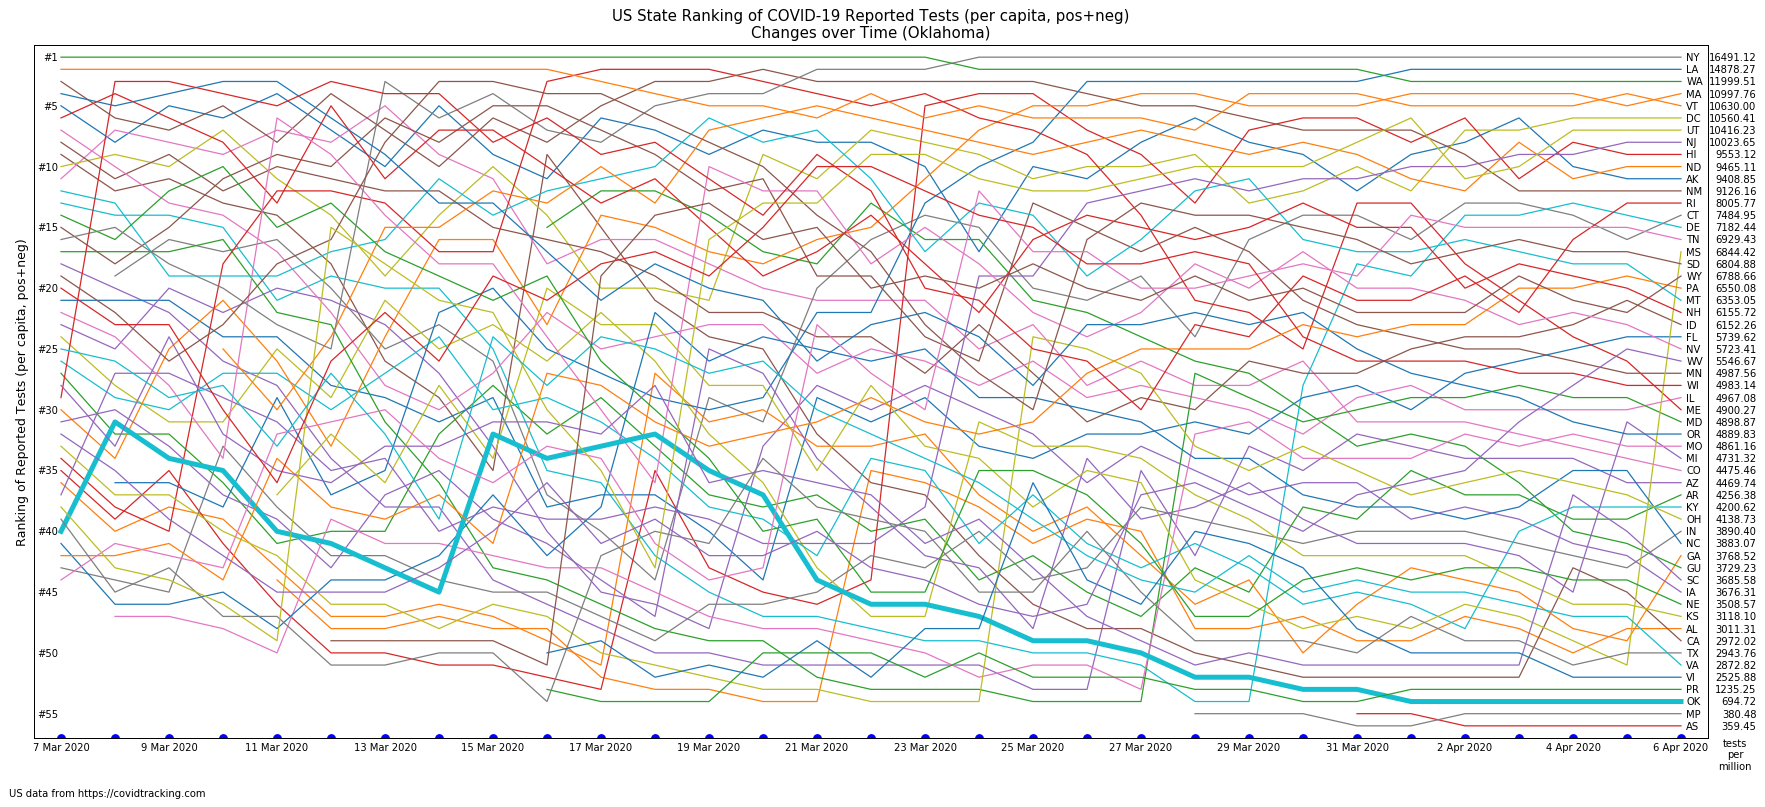 US State Ranking of COVID-19 Reported Tests (per capita, pos+neg)
Changes over Time (Oklahoma)
Ranking of Reported Tests (per capita, pos+neg)
#1
#5
#10
#15
#20
#25
#30
#35
#40
#45
#50
#55
NY 16491.12
LA 14878.27
WA 11999.51
MA 10997.76
VT 10630.00
DC 10560.41
UT 10416.23
NJ 10023.65
HI 9553.12
ND 9465.11
AK 9408.85
NM 9126.16
RI 8005.77
CT 7484.95
DE 7182.44
TN 6929.43
MS 6844.42
SD 6804.88
WY 6788.66
PA 6550.08
MT 6353.05
NH 6155.72
ID 6152.26
FL 5739.62
NV 5723.41
WV 5546.67
MN 4987.56
WI 4983.14
IL 4967.08
ME 4900.27
MD 4898.87
OR 4889.83
MO 4861.16
MI 4731.32
CO 4475.46
AZ 4469.74
AR 4256.38
KY 4200.62
OH 4138.73
IN 3890.40
NC 3883.07
GA 3768.52
GU 3729.23
SC 3685.58
IA 3676.31
NE 3508.57
KS 3118.10
AL 3011.31
CA 2972.02
TX 2943.76
VA 2872.82
VI 2525.88
PR 1235.25
OK 694.72
MP 380.48
AS 359.45
7 Mar 2020
9 Mar 2020
11 Mar 2020
13 Mar 2020
15 Mar 2020
17 Mar 2020
19 Mar 2020
21 Mar 2020
23 Mar 2020
25 Mar 2020
27 Mar 2020
29 Mar 2020
31 Mar 2020
2 Apr 2020
4 Apr 2020
6 Apr 2020
tests
per
million
US data from https://covidtracking.com